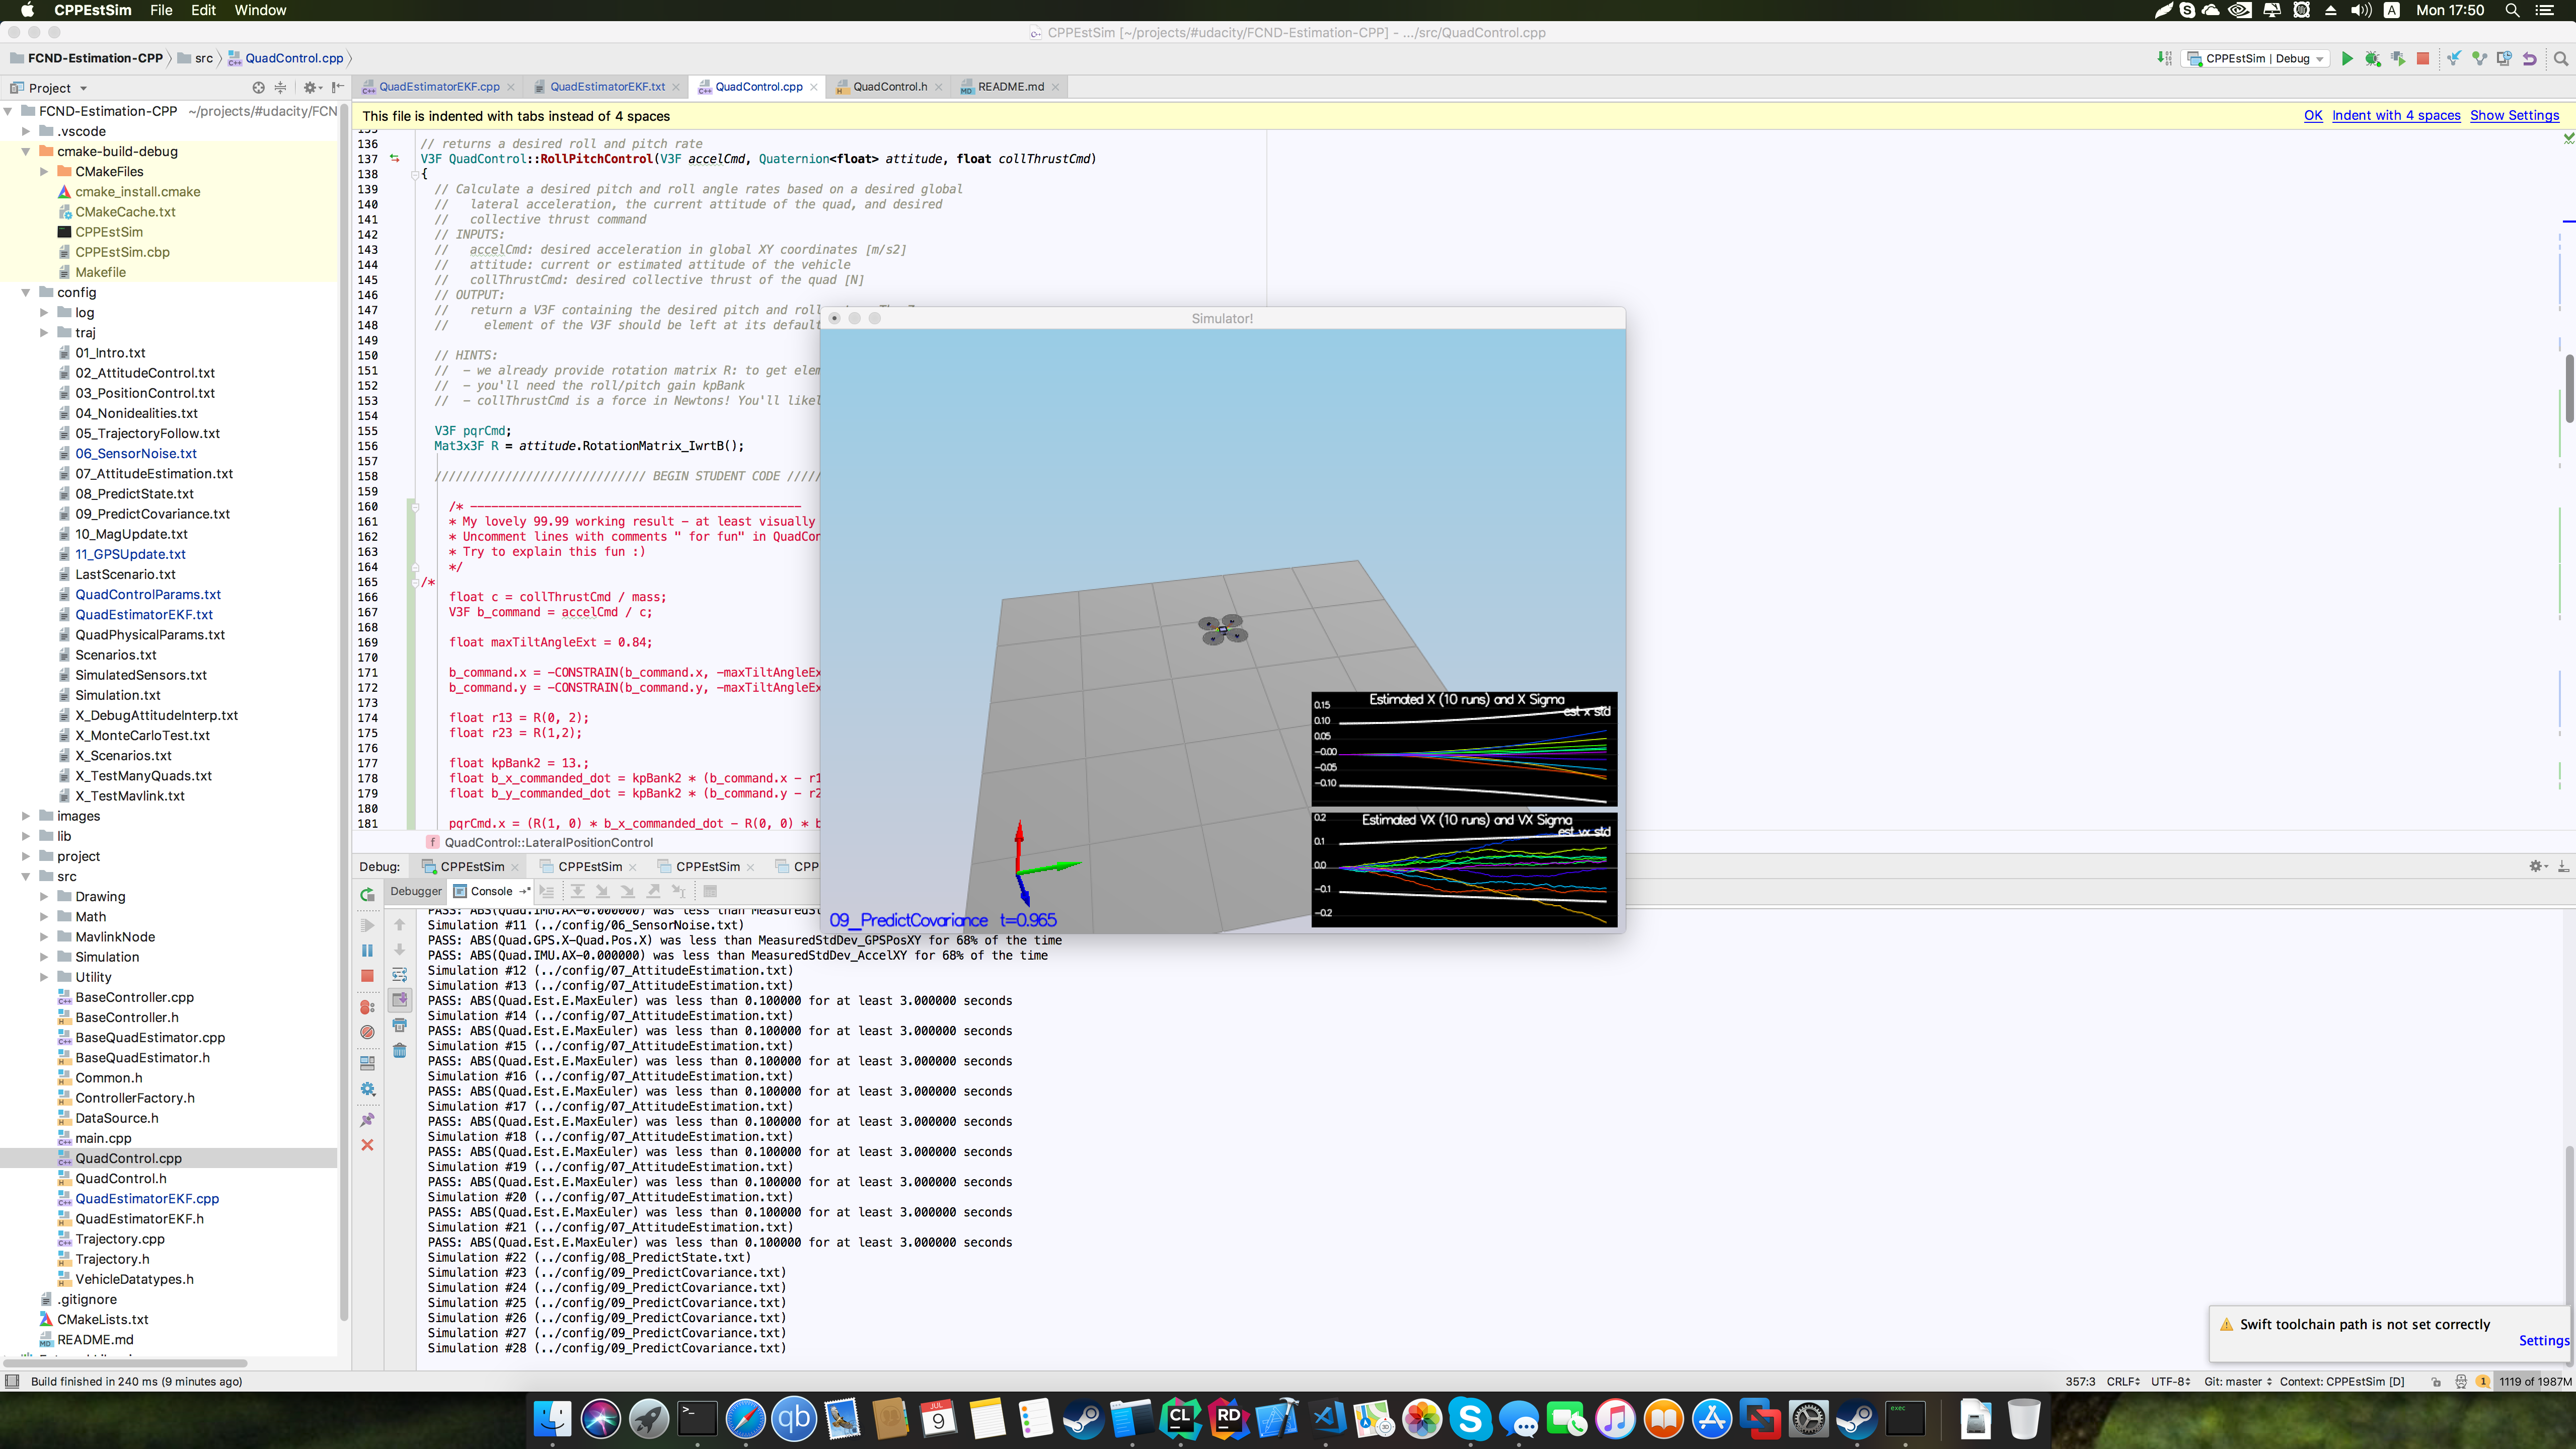 CPPEstSim File Edit Window
A Mon 17:50
CPPEstSim [~/projects/#udacity/FCND-Estimation-CPP] - .../src/QuadControl.cpp
FCND-Estimation-CPP src QuadControl.cpp
CPPEstSim | Debug
Project
QuadEstimatorEKF.cpp QuadEstimatorEKF.txt QuadControl.cpp QuadControl.h README.md
This file is indented with tabs instead of 4 spaces
OK Indent with 4 spaces Show Settings
FCND-Estimation-CPP ~/projects/#udacity/FCN
.vscode
cmake-build-debug
CMakeFiles
cmake_install.cmake
CMakeCache.txt
CPPEstSim
CPPEstSim.cbp
Makefile
config
log
traj
01_Intro.txt
02_AttitudeControl.txt
03_PositionControl.txt
04_Nonidealities.txt
05_TrajectoryFollow.txt
06_SensorNoise.txt
07_AttitudeEstimation.txt
08_PredictState.txt
09_PredictCovariance.txt
10_MagUpdate.txt
11_GPSUpdate.txt
LastScenario.txt
QuadControlParams.txt
QuadEstimatorEKF.txt
QuadPhysicalParams.txt
Scenarios.txt
SimulatedSensors.txt
Simulation.txt
X_DebugAttitudeInterp.txt
X_MonteCarloTest.txt
X_Scenarios.txt
X_TestManyQuads.txt
X_TestMavlink.txt
images
lib
project
src
Drawing
Math
MavlinkNode
Simulation
Utility
BaseController.cpp
BaseController.h
BaseQuadEstimator.cpp
BaseQuadEstimator.h
Common.h
ControllerFactory.h
DataSource.h
main.cpp
QuadControl.cpp
QuadControl.h
QuadEstimatorEKF.cpp
QuadEstimatorEKF.h
Trajectory.cpp
Trajectory.h
VehicleDatatypes.h
.gitignore
CMakeLists.txt
README.md
136 // returns a desired roll and pitch rate
137 V3F QuadControl::RollPitchControl(V3F accelCmd, Quaternion<float> attitude, float collThrustCmd)
138 {
139 // Calculate a desired pitch and roll angle rates based on a desired global
140 // lateral acceleration, the current attitude of the quad, and desired
141 // collective thrust command
142 // INPUTS:
143 // accelCmd: desired acceleration in global XY coordinates [m/s2]
144 // attitude: current or estimated attitude of the vehicle
145 // collThrustCmd: desired collective thrust of the quad [N]
146 // OUTPUT:
147 // return a V3F containing the desired pitch and roll
148 // element of the V3F should be left at its default
149
150 // HINTS:
151 // - we already provide rotation matrix R: to get elem
152 // - you'll need the roll/pitch gain kpBank
153 // - collThrustCmd is a force in Newtons! You'll likel
154
155 V3F pqrCmd;
156 Mat3x3F R = attitude.RotationMatrix_IwrtB();
157
158 ////////////////////////////// BEGIN STUDENT CODE /////
159
160 /* -----------------------------------------------
161 * My lovely 99.99 working result - at least visually
162 * Uncomment lines with comments " for fun" in QuadCon
163 * Try to explain this fun :)
164 */
165 /*
166 float c = collThrustCmd / mass;
167 V3F b_command = accelCmd / c;
168
169 float maxTiltAngleExt = 0.84;
170
171 b_command.x = -CONSTRAIN(b_command.x, -maxTiltAngleEx
172 b_command.y = -CONSTRAIN(b_command.y, -maxTiltAngleEx
173
174 float r13 = R(0, 2);
175 float r23 = R(1,2);
176
177 float kpBank2 = 13.;
178 float b_x_commanded_dot = kpBank2 * (b_command.x - r1
179 float b_y_commanded_dot = kpBank2 * (b_command.y - r2
180
181 pqrCmd.x = (R(1, 0) * b_x_commanded_dot - R(0, 0) * b
QuadControl::LateralPositionControl
Simulator!
Estimated X (10 runs) and X Sigma
est x std
0.15
0.10
0.05
-0.00
-0.05
-0.10
Estimated VX (10 runs) and VX Sigma
est vx std
0.2
0.1
0.0
-0.1
-0.2
09_PredictCovariance t=0.965
Debug: CPPEstSim CPPEstSim CPPEstSim CPP
Debugger Console
PASS: ABS(Quad.IMU.AX-0.000000) was less than MeasuredSt
Simulation #11 (../config/06_SensorNoise.txt)
PASS: ABS(Quad.GPS.X-Quad.Pos.X) was less than MeasuredStdDev_GPSPosXY for 68% of the time
PASS: ABS(Quad.IMU.AX-0.000000) was less than MeasuredStdDev_AccelXY for 68% of the time
Simulation #12 (../config/07_AttitudeEstimation.txt)
Simulation #13 (../config/07_AttitudeEstimation.txt)
PASS: ABS(Quad.Est.E.MaxEuler) was less than 0.100000 for at least 3.000000 seconds
Simulation #14 (../config/07_AttitudeEstimation.txt)
PASS: ABS(Quad.Est.E.MaxEuler) was less than 0.100000 for at least 3.000000 seconds
Simulation #15 (../config/07_AttitudeEstimation.txt)
PASS: ABS(Quad.Est.E.MaxEuler) was less than 0.100000 for at least 3.000000 seconds
Simulation #16 (../config/07_AttitudeEstimation.txt)
PASS: ABS(Quad.Est.E.MaxEuler) was less than 0.100000 for at least 3.000000 seconds
Simulation #17 (../config/07_AttitudeEstimation.txt)
PASS: ABS(Quad.Est.E.MaxEuler) was less than 0.100000 for at least 3.000000 seconds
Simulation #18 (../config/07_AttitudeEstimation.txt)
PASS: ABS(Quad.Est.E.MaxEuler) was less than 0.100000 for at least 3.000000 seconds
Simulation #19 (../config/07_AttitudeEstimation.txt)
PASS: ABS(Quad.Est.E.MaxEuler) was less than 0.100000 for at least 3.000000 seconds
Simulation #20 (../config/07_AttitudeEstimation.txt)
PASS: ABS(Quad.Est.E.MaxEuler) was less than 0.100000 for at least 3.000000 seconds
Simulation #21 (../config/07_AttitudeEstimation.txt)
PASS: ABS(Quad.Est.E.MaxEuler) was less than 0.100000 for at least 3.000000 seconds
Simulation #22 (../config/08_PredictState.txt)
Simulation #23 (../config/09_PredictCovariance.txt)
Simulation #24 (../config/09_PredictCovariance.txt)
Simulation #25 (../config/09_PredictCovariance.txt)
Simulation #26 (../config/09_PredictCovariance.txt)
Simulation #27 (../config/09_PredictCovariance.txt)
Simulation #28 (../config/09_PredictCovariance.txt)
Swift toolchain path is not set correctly
Settings
Build finished in 240 ms (9 minutes ago)
357:3 CRLF UTF-8 Git: master Context: CPPEstSim [D] 1 1119 of 1987M
JUL
9
qb
CL
RD
exec